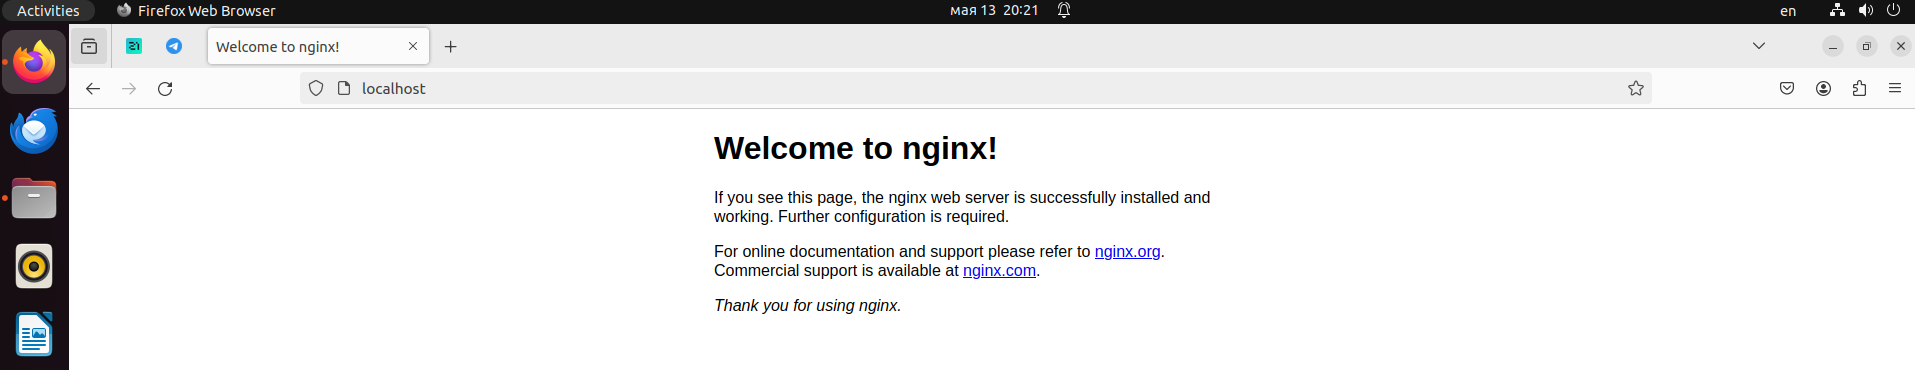 Activities
Firefox Web Browser
мая 13 20:21
en
21
Welcome to nginx!
localhost
Welcome to nginx!
If you see this page, the nginx web server is successfully installed and
working. Further configuration is required.
For online documentation and support please refer to nginx.org.
Commercial support is available at nginx.com.
Thank you for using nginx.